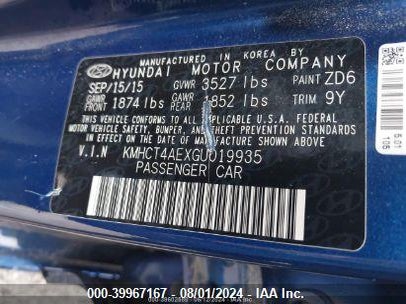 MANUFACTURED IN KOREA BY
HYUNDAI MOTOR COMPANY
SEP/15/15 GVWR 3527 lbs PAINT ZD6
GAWR FRONT 1874 lbs GAWR REAR 1852 lbs TRIM 9Y
THIS VEHICLE CONFORMS TO ALL APPLICABLE U.S. FEDERAL MOTOR
VEHICLE SAFETY, BUMPER, AND THEFT PREVENTION STANDARDS
IN EFFECT ON THE DATE OF MANUFACTURE SHOWN ABOVE.
V.I.N KMHCT4AEXGU019935
PASSENGER CAR
000-39967167 - 08/01/2024 - IAA Inc.